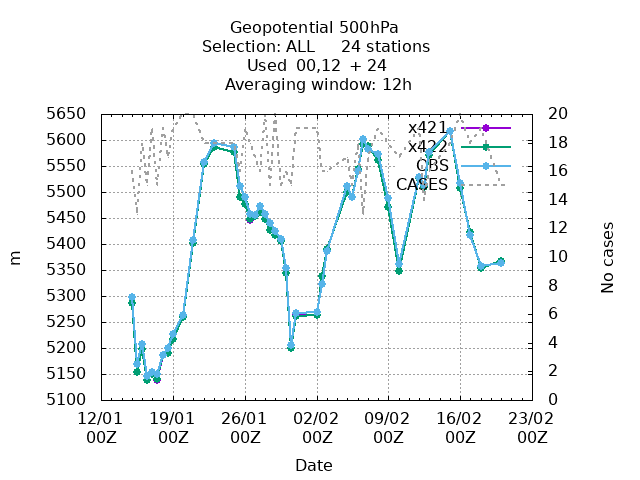 Geopotential 500hPa
Selection: ALL 24 stations
Used 00,12 + 24
Averaging window: 12h
5650
5600
5550
5500
5450
5400
5350
5300
5250
5200
5150
5100
m
20
18
16
14
12
10
8
6
4
2
0
No cases
x421
x422
OBS
CASES
12/01 19/01 26/01 02/02 09/02 16/02 23/02
00Z 00Z 00Z 00Z 00Z 00Z 00Z
Date